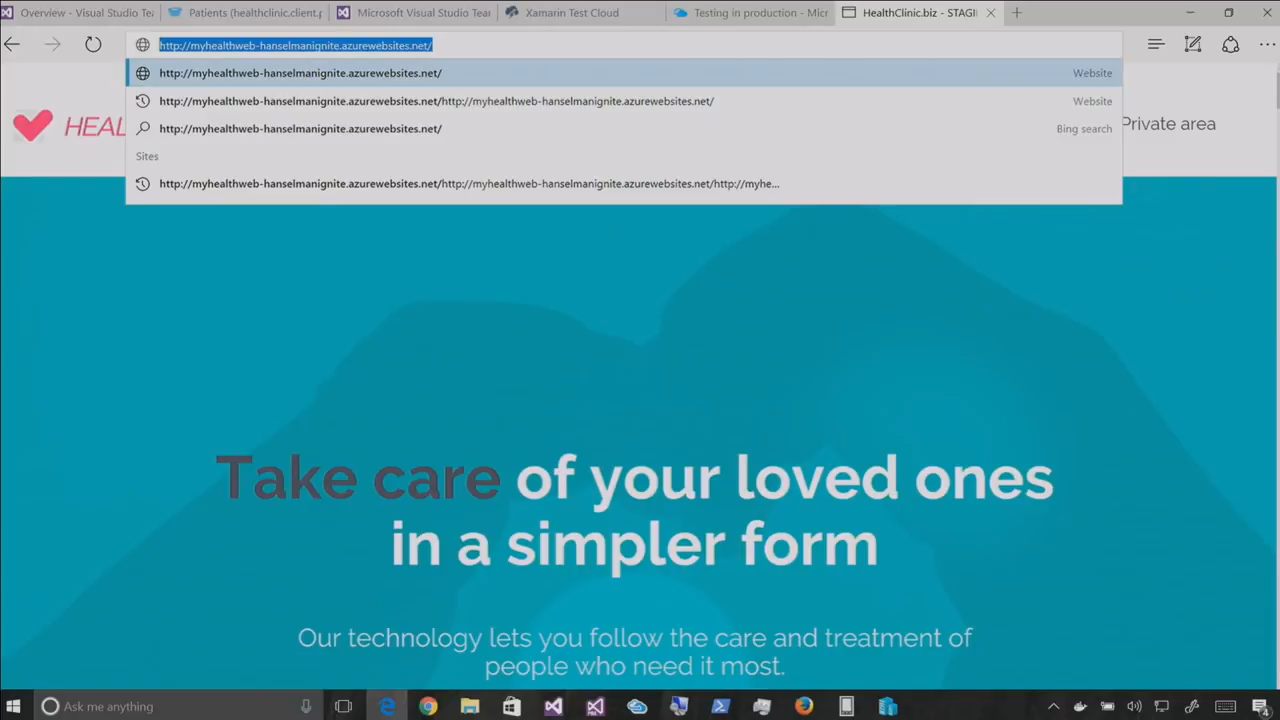 Overview - Visual Studio Tea
Patients (healthclinic.client.p
Microsoft Visual Studio Tean
Xamarin Test Cloud
Testing in production - Micr
HealthClinic.biz - STAGI
http://myhealthweb-hanselmanignite.azurewebsites.net/
http://myhealthweb-hanselmanignite.azurewebsites.net/ Website
http://myhealthweb-hanselmanignite.azurewebsites.net/http://myhealthweb-hanselmanignite.azurewebsites.net/ Website
http://myhealthweb-hanselmanignite.azurewebsites.net/ Bing search
Sites
http://myhealthweb-hanselmanignite.azurewebsites.net/http://myhealthweb-hanselmanignite.azurewebsites.net/http://myhe...
HEAL
Private area
Take care of your loved ones
in a simpler form
Our technology lets you follow the care and treatment of
people who need it most.
Ask me anything
4